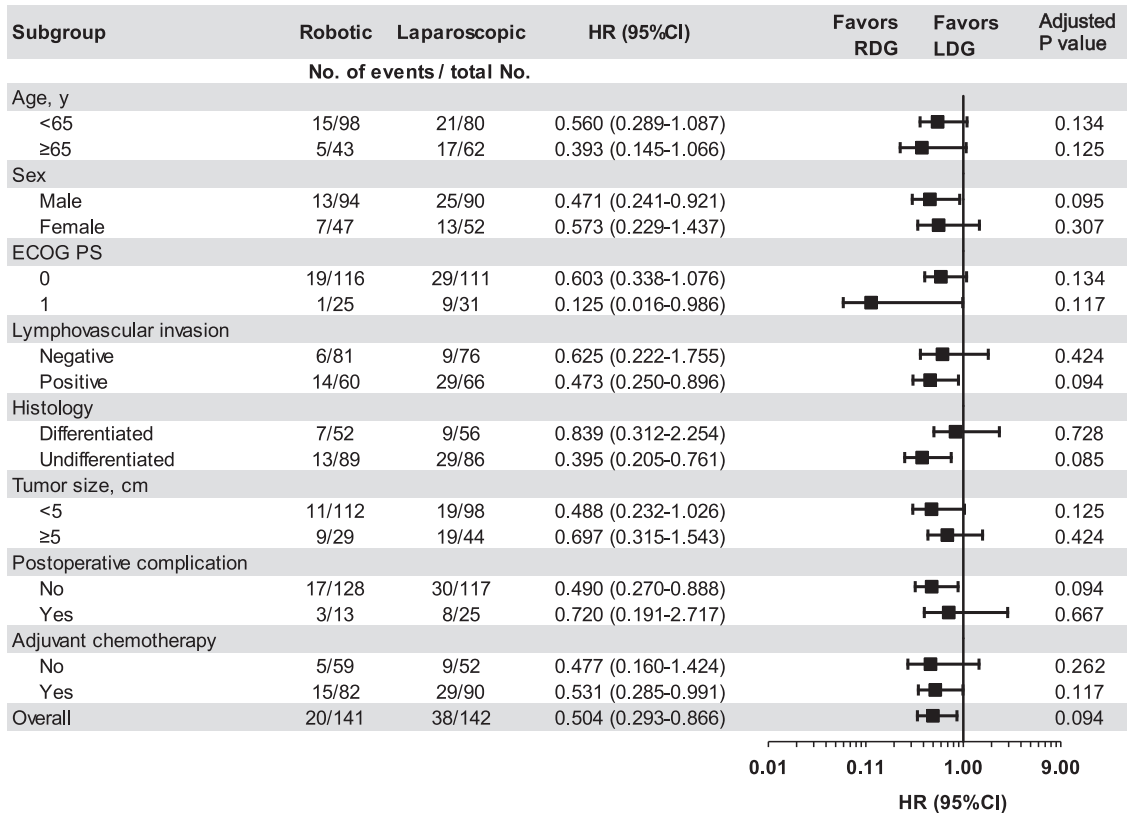 Subgroup Robotic Laparoscopic HR (95%CI) Favors RDG Favors LDG Adjusted P value
No. of events / total No.
Age, y
<65 15/98 21/80 0.560 (0.289-1.087) 0.134
≥65 5/43 17/62 0.393 (0.145-1.066) 0.125
Sex
Male 13/94 25/90 0.471 (0.241-0.921) 0.095
Female 7/47 13/52 0.573 (0.229-1.437) 0.307
ECOG PS
0 19/116 29/111 0.603 (0.338-1.076) 0.134
1 1/25 9/31 0.125 (0.016-0.986) 0.117
Lymphovascular invasion
Negative 6/81 9/76 0.625 (0.222-1.755) 0.424
Positive 14/60 29/66 0.473 (0.250-0.896) 0.094
Histology
Differentiated 7/52 9/56 0.839 (0.312-2.254) 0.728
Undifferentiated 13/89 29/86 0.395 (0.205-0.761) 0.085
Tumor size, cm
<5 11/112 19/98 0.488 (0.232-1.026) 0.125
≥5 9/29 19/44 0.697 (0.315-1.543) 0.424
Postoperative complication
No 17/128 30/117 0.490 (0.270-0.888) 0.094
Yes 3/13 8/25 0.720 (0.191-2.717) 0.667
Adjuvant chemotherapy
No 5/59 9/52 0.477 (0.160-1.424) 0.262
Yes 15/82 29/90 0.531 (0.285-0.991) 0.117
Overall 20/141 38/142 0.504 (0.293-0.866) 0.094
0.01 0.11 1.00 9.00
HR (95%CI)